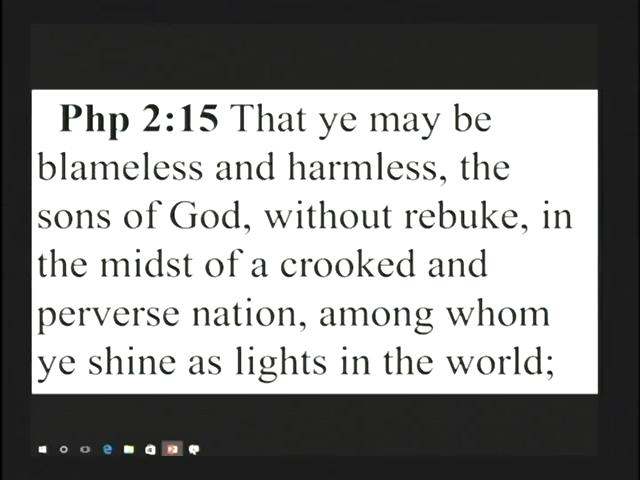 Php 2:15 That ye may be
blameless and harmless, the
sons of God, without rebuke, in
the midst of a crooked and
perverse nation, among whom
ye shine as lights in the world;